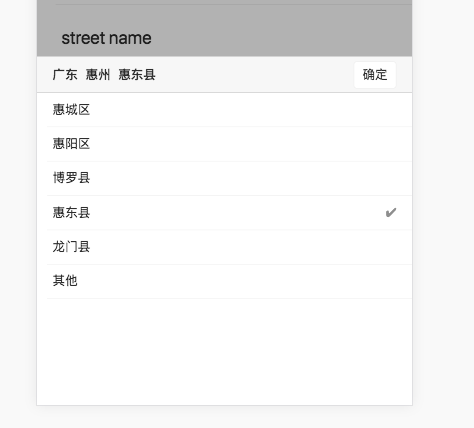 street name
广东 惠州 惠东县 确定
惠城区
惠阳区
博罗县
惠东县 ✔
龙门县
其他